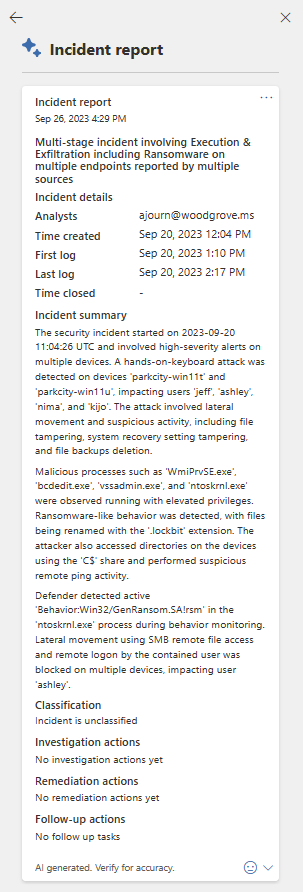 Incident report
Incident report
Sep 26, 2023 4:29 PM
Multi-stage incident involving Execution &
Exfiltration including Ransomware on
multiple endpoints reported by multiple
sources
Incident details
Analysts ajourn@woodgrove.ms
Time created Sep 20, 2023 12:04 PM
First log Sep 20, 2023 1:10 PM
Last log Sep 20, 2023 2:17 PM
Time closed -
Incident summary
The security incident started on 2023-09-20
11:04:26 UTC and involved high-severity alerts on
multiple devices. A hands-on-keyboard attack was
detected on devices 'parkcity-win11t' and
'parkcity-win11u', impacting users 'jeff', 'ashley',
'nima', and 'kijo'. The attack involved lateral
movement and suspicious activity, including file
tampering, system recovery setting tampering,
and file backups deletion.
Malicious processes such as 'WmiPrvSE.exe',
'bcdedit.exe', 'vssadmin.exe', and 'ntoskrnl.exe'
were observed running with elevated privileges.
Ransomware-like behavior was detected, with files
being renamed with the '.lockbit' extension. The
attacker also accessed directories on the devices
using the 'C$' share and performed suspicious
remote ping activity.
Defender detected active
'Behavior:Win32/GenRansom.SA!rsm' in the
'ntoskrnl.exe' process during behavior monitoring.
Lateral movement using SMB remote file access
and remote logon by the contained user was
blocked on multiple devices, impacting user
'ashley'.
Classification
Incident is unclassified
Investigation actions
No investigation actions yet
Remediation actions
No remediation actions yet
Follow-up actions
No follow up tasks
AI generated. Verify for accuracy.